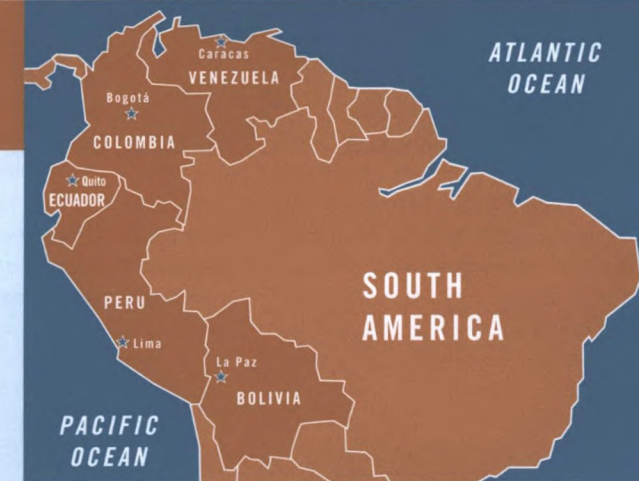 ATLANTIC
OCEAN
Caracas
VENEZUELA
Bogotá
COLOMBIA
Quito
ECUADOR
SOUTH
AMERICA
PERU
Lima
La Paz
BOLIVIA
PACIFIC
OCEAN